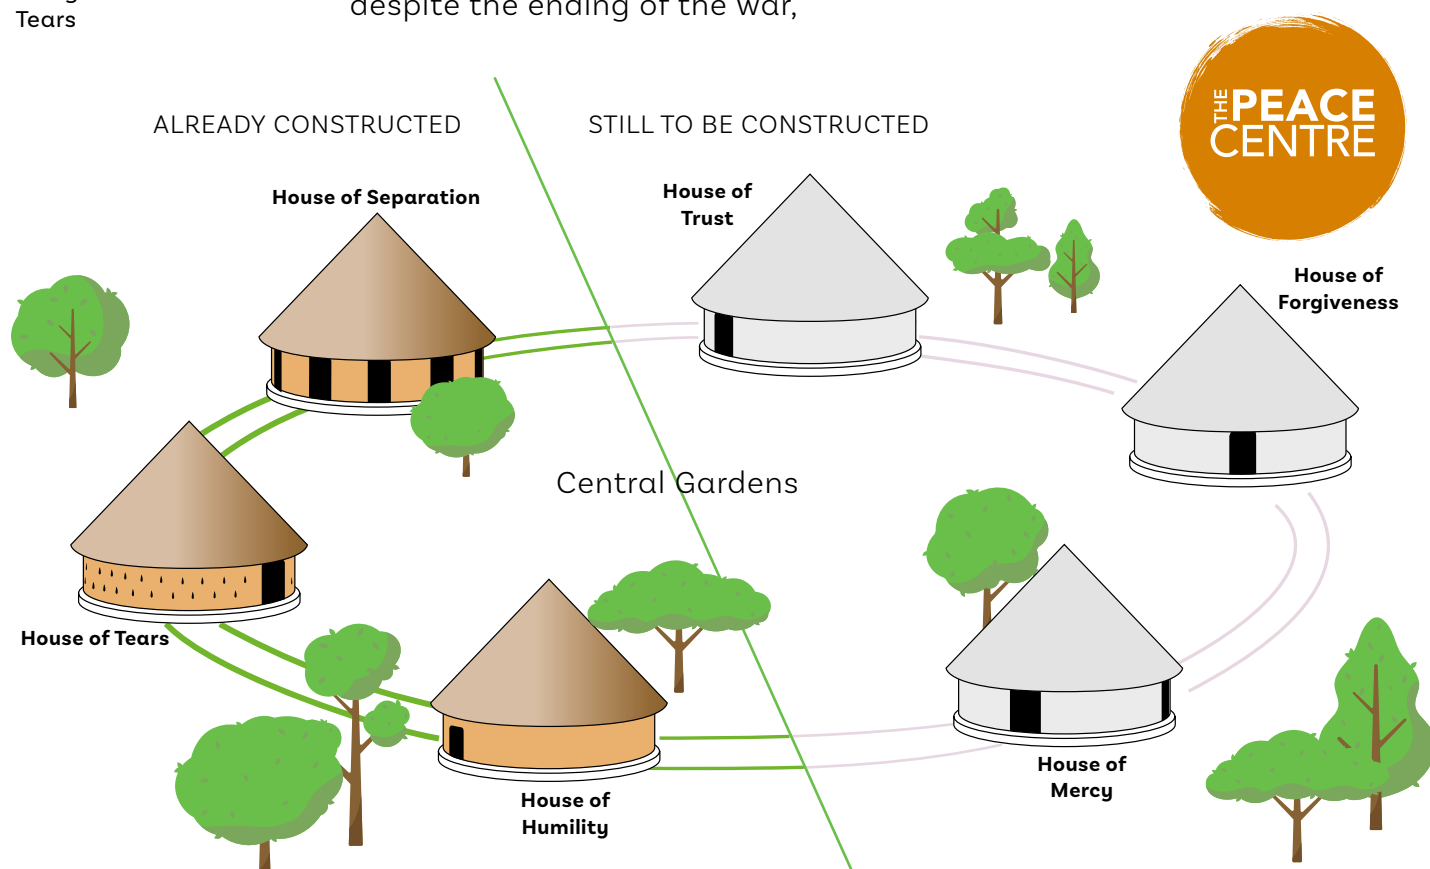 Tears
despite the ending of the war,
THE PEACE
CENTRE
ALREADY CONSTRUCTED
STILL TO BE CONSTRUCTED
House of Separation
House of
Trust
House of
Forgiveness
Central Gardens
House of Tears
House of
Mercy
House of
Humility